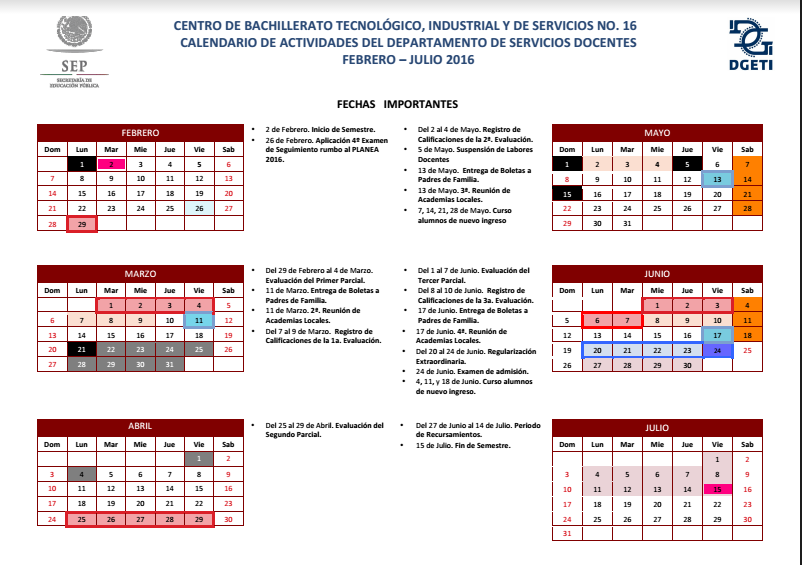 CENTRO DE BACHILLERATO TECNOLÓGICO, INDUSTRIAL Y DE SERVICIOS NO. 16
CALENDARIO DE ACTIVIDADES DEL DEPARTAMENTO DE SERVICIOS DOCENTES
FEBRERO – JULIO 2016
SEP
SECRETARÍA DE
EDUCACIÓN PÚBLICA
DGETI
FECHAS IMPORTANTES
FEBRERO
Dom Lun Mar Mie Jue Vie Sab
1 2 3 4 5 6
7 8 9 10 11 12 13
14 15 16 17 18 19 20
21 22 23 24 25 26 27
28 29
• 2 de Febrero. Inicio de Semestre.
• 26 de Febrero. Aplicación 4º Examen
de Seguimiento rumbo al PLANEA
2016.
• Del 2 al 4 de Mayo. Registro de
Calificaciones de la 2ª. Evaluación.
• 5 de Mayo. Suspensión de Labores
Docentes
• 13 de Mayo. Entrega de Boletas a
Padres de Familia.
• 13 de Mayo. 3ª. Reunión de
Academias Locales.
• 7, 14, 21, 28 de Mayo. Curso
alumnos de nuevo ingreso
MAYO
Dom Lun Mar Mie Jue Vie Sab
1 2 3 4 5 6 7
8 9 10 11 12 13 14
15 16 17 18 19 20 21
22 23 24 25 26 27 28
29 30 31
MARZO
Dom Lun Mar Mie Jue Vie Sab
1 2 3 4 5
6 7 8 9 10 11 12
13 14 15 16 17 18 19
20 21 22 23 24 25 26
27 28 29 30 31
• Del 29 de Febrero al 4 de Marzo.
Evaluación del Primer Parcial.
• 11 de Marzo. Entrega de Boletas a
Padres de Familia.
• 11 de Marzo. 2ª. Reunión de
Academias Locales.
• Del 7 al 9 de Marzo. Registro de
Calificaciones de la 1a. Evaluación.
• Del 1 al 7 de Junio. Evaluación del
Tercer Parcial.
• Del 8 al 10 de Junio. Registro de
Calificaciones de la 3a. Evaluación.
• 17 de Junio. Entrega de Boletas a
Padres de Familia.
• 17 de Junio. 4ª. Reunión de
Academias Locales.
• Del 20 al 24 de Junio. Regularización
Extraordinaria.
• 24 de Junio. Examen de admisión.
• 4, 11, y 18 de Junio. Curso alumnos
de nuevo ingreso.
JUNIO
Dom Lun Mar Mie Jue Vie Sab
1 2 3 4
5 6 7 8 9 10 11
12 13 14 15 16 17 18
19 20 21 22 23 24 25
26 27 28 29 30
ABRIL
Dom Lun Mar Mie Jue Vie Sab
1 2
3 4 5 6 7 8 9
10 11 12 13 14 15 16
17 18 19 20 21 22 23
24 25 26 27 28 29 30
• Del 25 al 29 de Abril. Evaluación del
Segundo Parcial.
• Del 27 de Junio al 14 de Julio. Periodo
de Recursamientos.
• 15 de Julio. Fin de Semestre.
JULIO
Dom Lun Mar Mie Jue Vie Sab
1 2
3 4 5 6 7 8 9
10 11 12 13 14 15 16
17 18 19 20 21 22 23
24 25 26 27 28 29 30
31